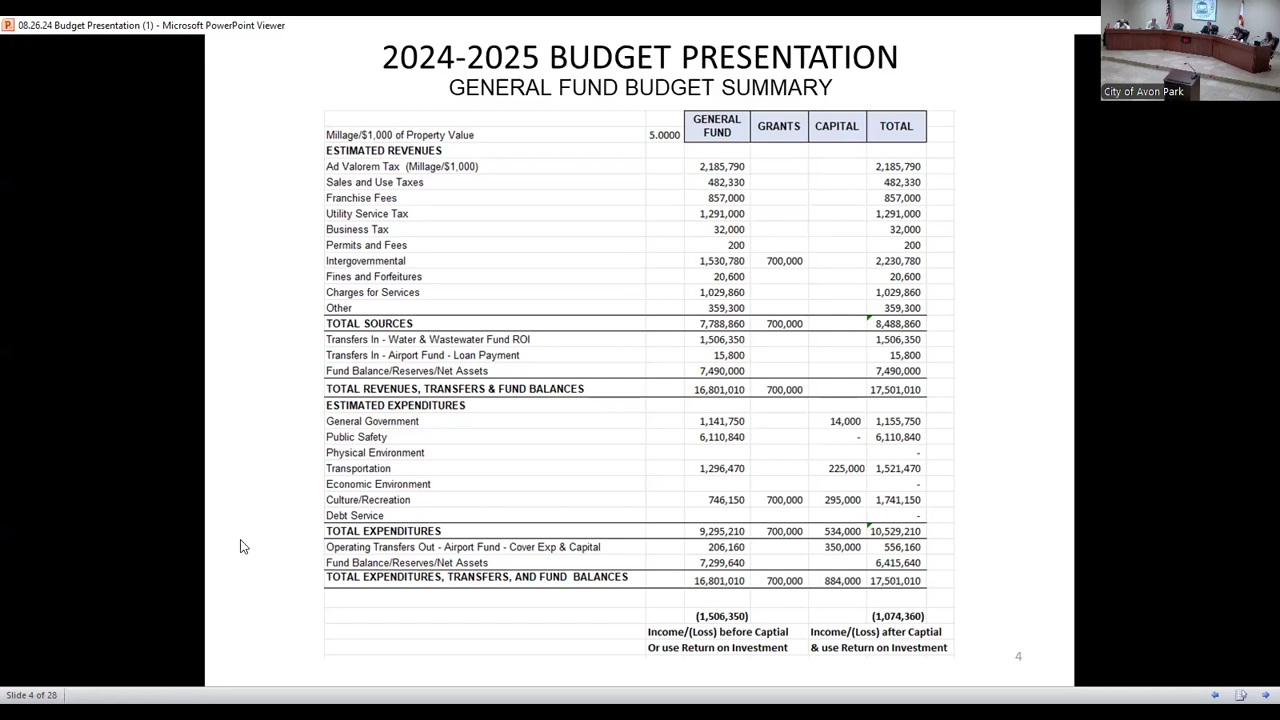 08.26.24 Budget Presentation (1) - Microsoft PowerPoint Viewer
City of Avon Park
2024-2025 BUDGET PRESENTATION
GENERAL FUND BUDGET SUMMARY
Millage/$1,000 of Property Value 5.0000 GENERAL FUND GRANTS CAPITAL TOTAL
ESTIMATED REVENUES
Ad Valorem Tax (Millage/$1,000) 2,185,790 2,185,790
Sales and Use Taxes 482,330 482,330
Franchise Fees 857,000 857,000
Utility Service Tax 1,291,000 1,291,000
Business Tax 32,000 32,000
Permits and Fees 200 200
Intergovernmental 1,530,780 700,000 2,230,780
Fines and Forfeitures 20,600 20,600
Charges for Services 1,029,860 1,029,860
Other 359,300 359,300
TOTAL SOURCES 7,788,860 700,000 8,488,860
Transfers In - Water & Wastewater Fund ROI 1,506,350 1,506,350
Transfers In - Airport Fund - Loan Payment 15,800 15,800
Fund Balance/Reserves/Net Assets 7,490,000 7,490,000
TOTAL REVENUES, TRANSFERS & FUND BALANCES 16,801,010 700,000 17,501,010
ESTIMATED EXPENDITURES
General Government 1,141,750 14,000 1,155,750
Public Safety 6,110,840 - 6,110,840
Physical Environment -
Transportation 1,296,470 225,000 1,521,470
Economic Environment -
Culture/Recreation 746,150 700,000 295,000 1,741,150
Debt Service -
TOTAL EXPENDITURES 9,295,210 700,000 534,000 10,529,210
Operating Transfers Out - Airport Fund - Cover Exp & Capital 206,160 350,000 556,160
Fund Balance/Reserves/Net Assets 7,299,640 6,415,640
TOTAL EXPENDITURES, TRANSFERS, AND FUND BALANCES 16,801,010 700,000 884,000 17,501,010
(1,506,350) (1,074,360)
Income/(Loss) before Captial Income/(Loss) after Captial
Or use Return on Investment & use Return on Investment
4
Slide 4 of 28